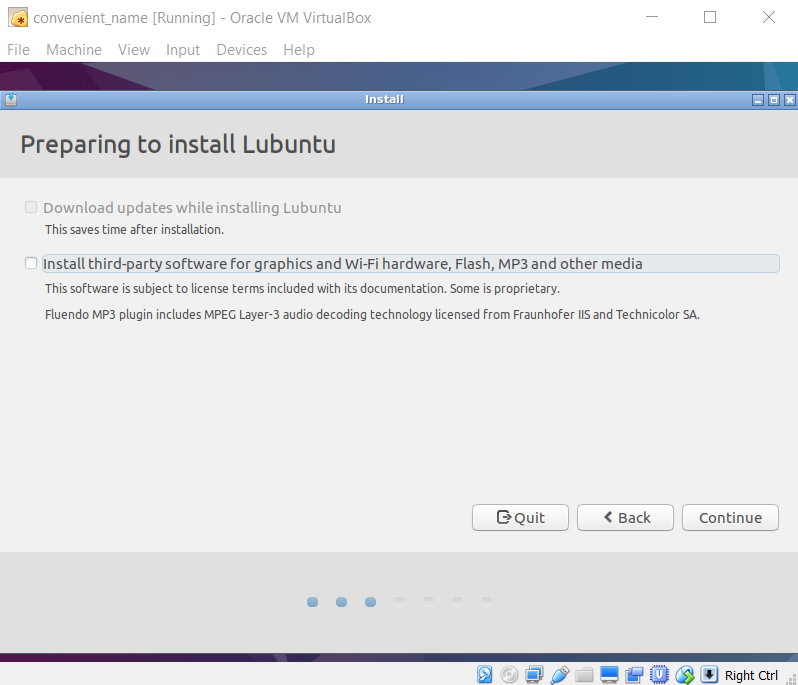 convenient_name [Running] - Oracle VM VirtualBox
File Machine View Input Devices Help
Install
Preparing to install Lubuntu
Download updates while installing Lubuntu
This saves time after installation.
Install third-party software for graphics and Wi-Fi hardware, Flash, MP3 and other media
This software is subject to license terms included with its documentation. Some is proprietary.
Fluendo MP3 plugin includes MPEG Layer-3 audio decoding technology licensed from Fraunhofer IIS and Technicolor SA.
Quit Back Continue
Right Ctrl